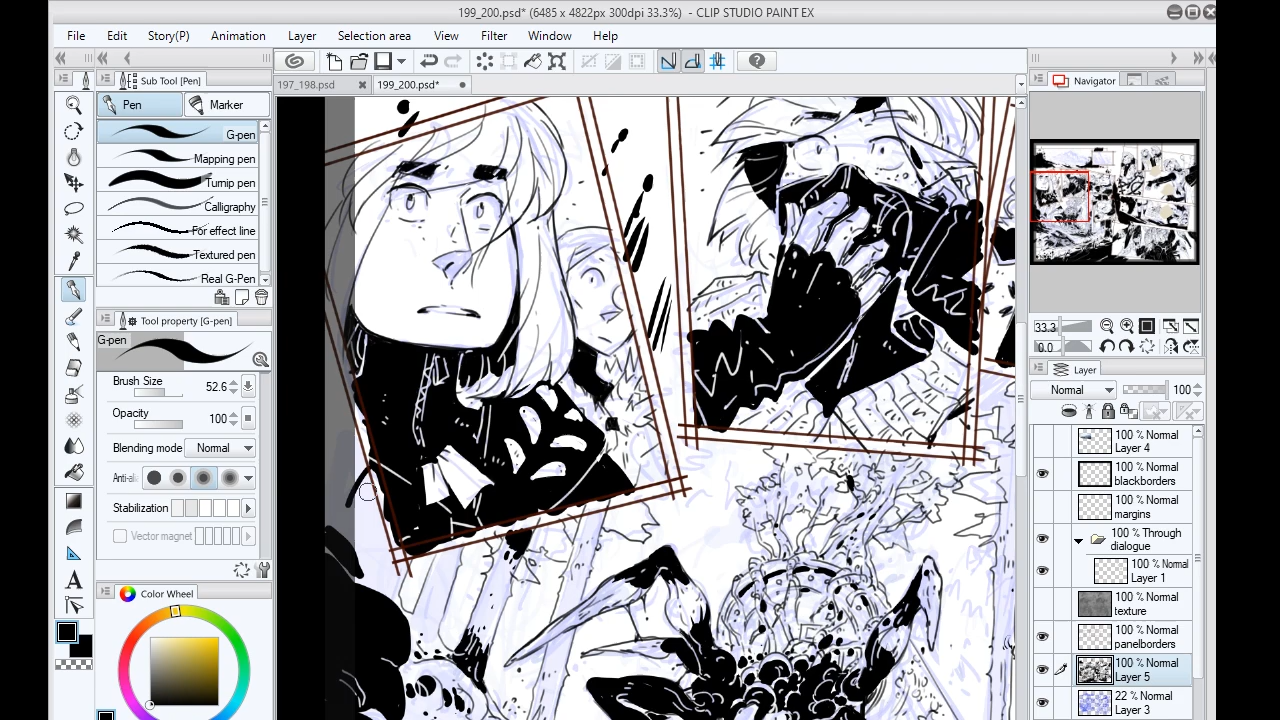 199_200.psd* (6485 x 4822px 300dpi 33.3%) - CLIP STUDIO PAINT EX
File Edit Story(P) Animation Layer Selection area View Filter Window Help
Sub Tool [Pen]
197_198.psd 199_200.psd*
Navigator
Pen Marker
G-pen
Mapping pen
Turnip pen
Calligraphy
For effect line
Textured pen
Real G-Pen
Tool property [G-pen]
G-pen
Brush Size 52.6
Opacity 100
Blending mode Normal
Anti-ali
Stabilization
Vector magnet
Color Wheel
33.3
0.0
Layer
Normal 100
100 % Normal
Layer 4
100 % Normal
blackborders
100 % Normal
margins
100 % Through
dialogue
100 % Normal
Layer 1
100 % Normal
texture
100 % Normal
panelborders
100 % Normal
Layer 5
22 % Normal
Layer 3